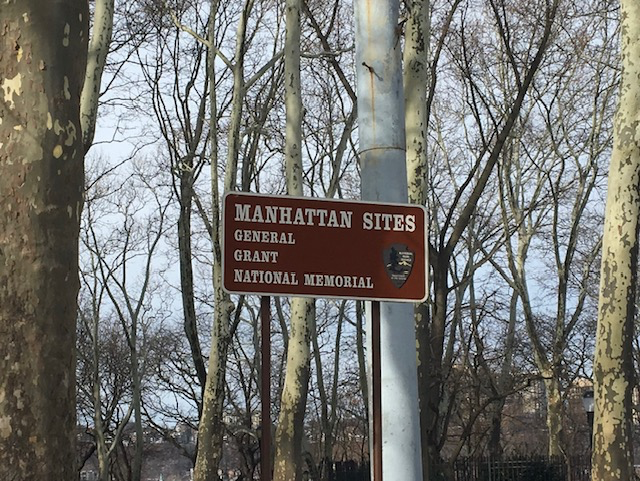 MANHATTAN SITES
GENERAL
GRANT
NATIONAL MEMORIAL